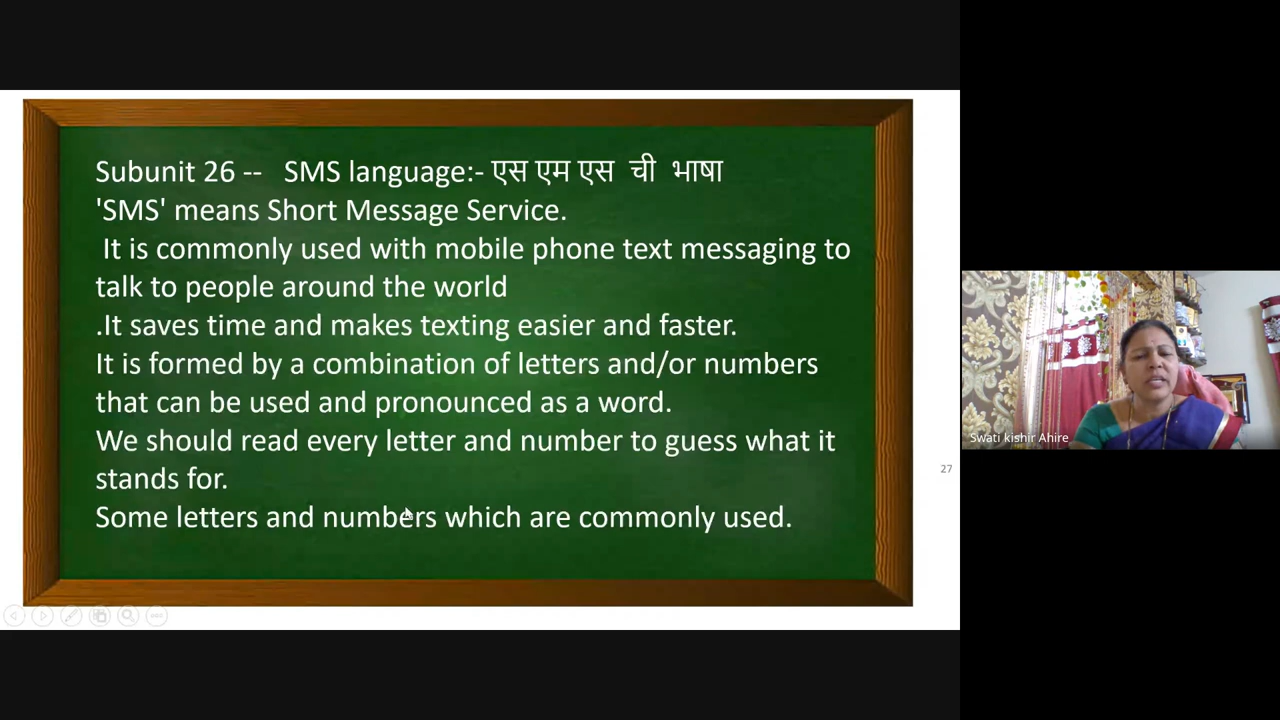 Subunit 26 --   SMS language:- एस एम एस  ची  भाषा
'SMS' means Short Message Service.
It is commonly used with mobile phone text messaging to
talk to people around the world
.It saves time and makes texting easier and faster.
It is formed by a combination of letters and/or numbers
that can be used and pronounced as a word.
We should read every letter and number to guess what it
stands for.
Some letters and numbers which are commonly used.
27
Swati kishir Ahire